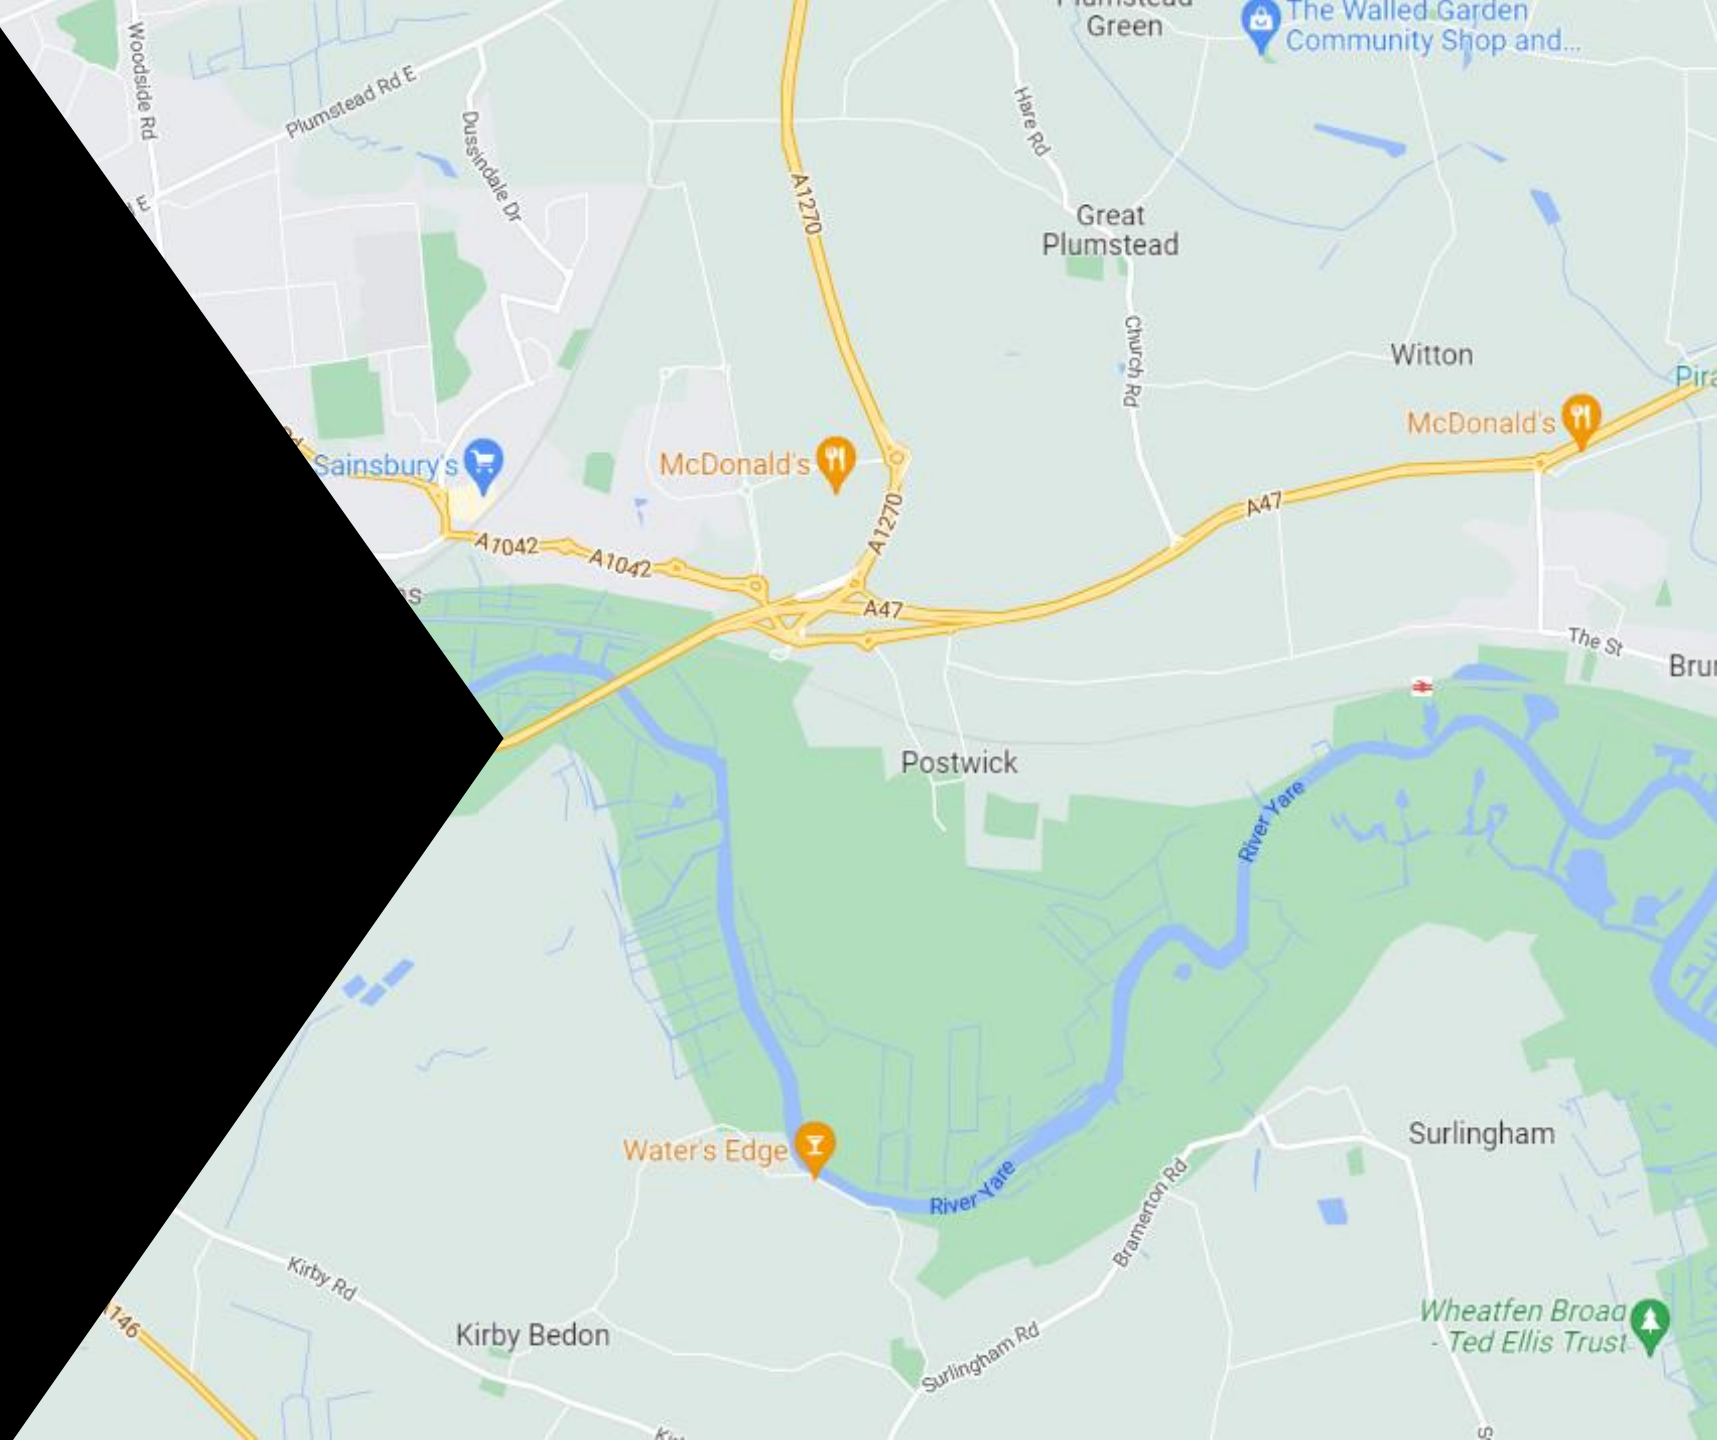 Green
The Walled Garden
Community Shop and...
Woodside Rd
Plumstead Rd E
Dussindale Dr
Hare Rd
A1270
Great
Plumstead
Church Rd
Witton
McDonald's
Sainsbury's
McDonald's
A1270
A47
A1042
A1042
A47
The St
Postwick
River Yare
Water's Edge
River Yare
Surlingham
Bramerton Rd
Kirby Rd
Kirby Bedon
Surlingham Rd
Wheatfen Broad
- Ted Ellis Trust